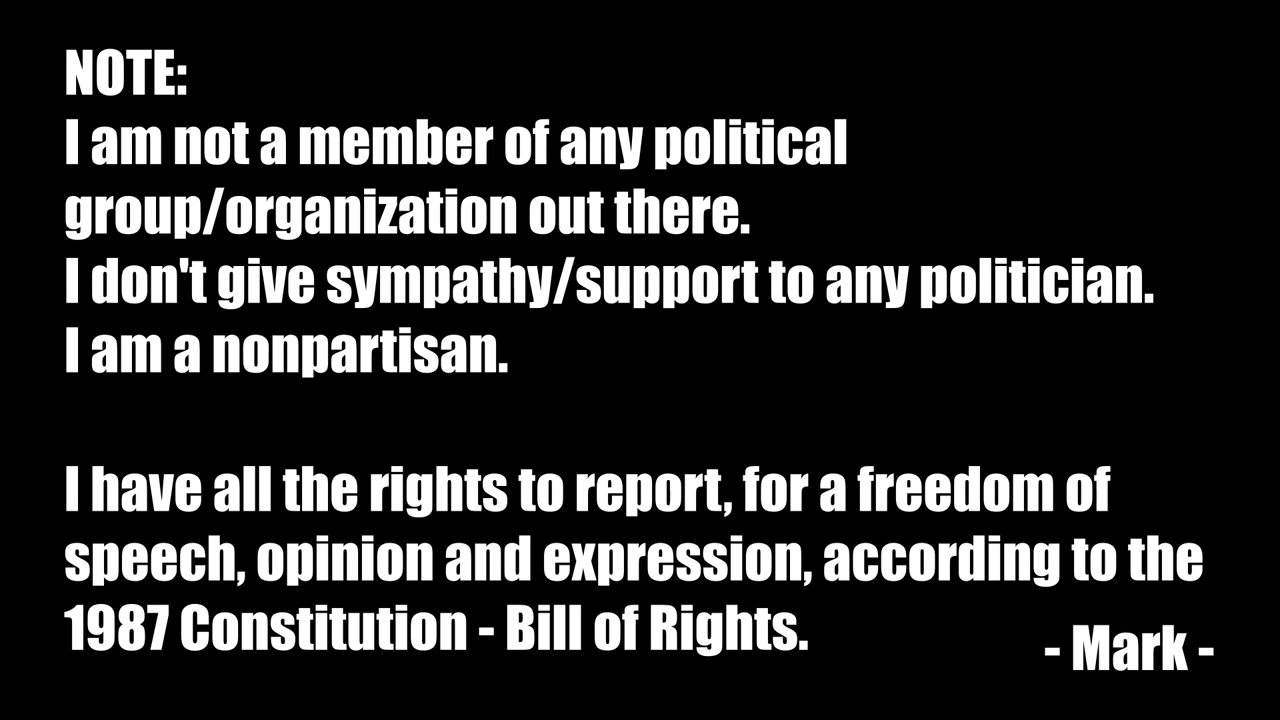 NOTE:
I am not a member of any political
group/organization out there.
I don't give sympathy/support to any politician.
I am a nonpartisan.
I have all the rights to report, for a freedom of
speech, opinion and expression, according to the
1987 Constitution - Bill of Rights.
- Mark -